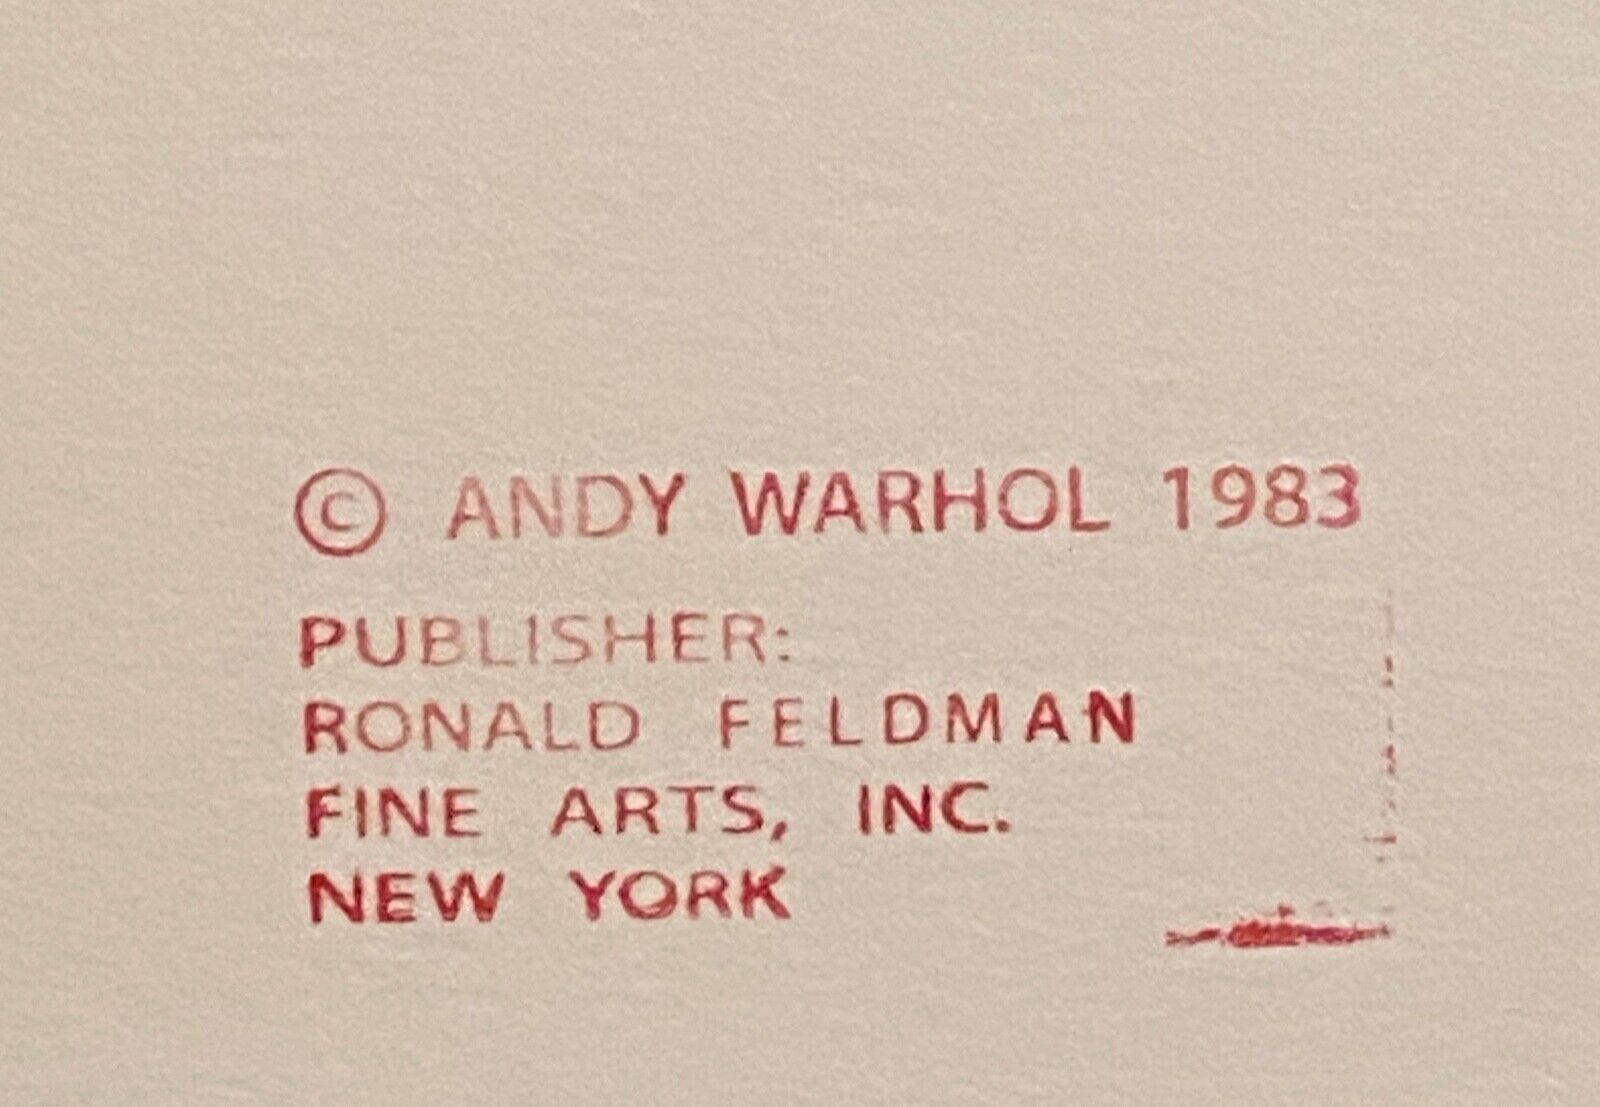 © ANDY WARHOL 1983
PUBLISHER:
RONALD FELDMAN
FINE ARTS, INC.
NEW YORK